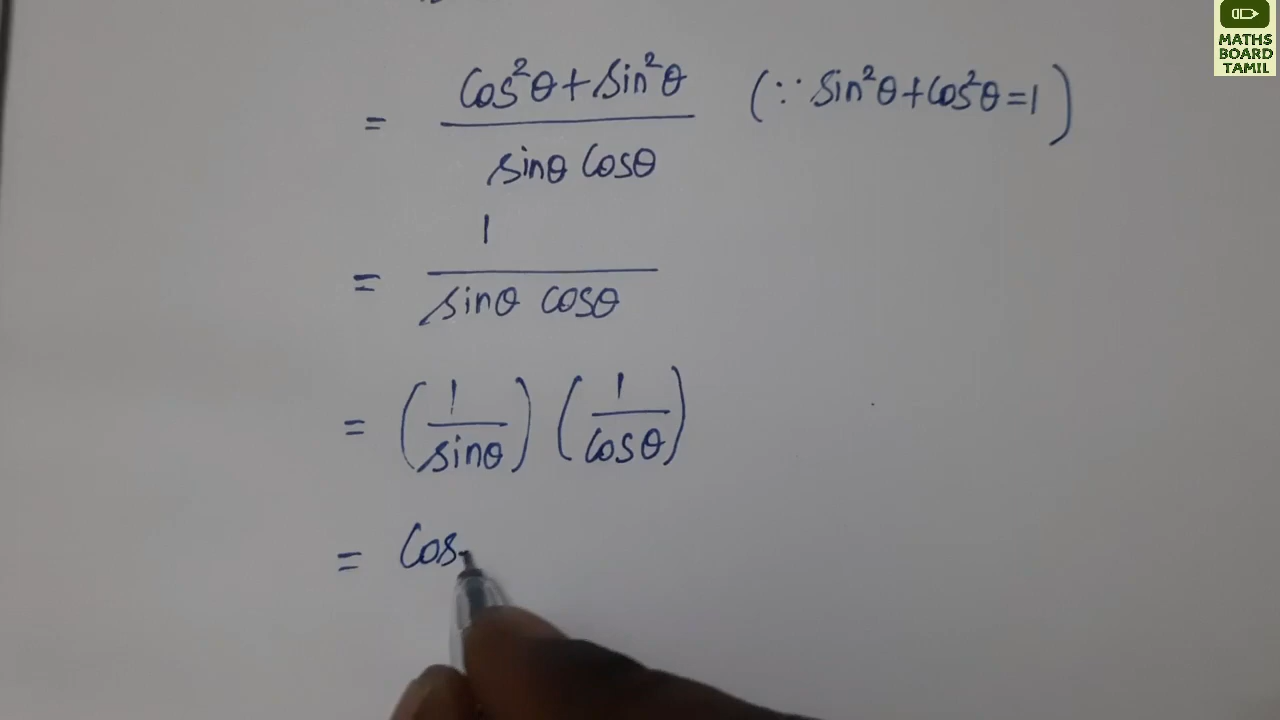 MATHS
BOARD
TAMIL
= cos²θ + sin²θ / sinθ cosθ (∵ sin²θ + cos²θ = 1)
= 1 / sinθ cosθ
= (1 / sinθ) (1 / cosθ)
= cos